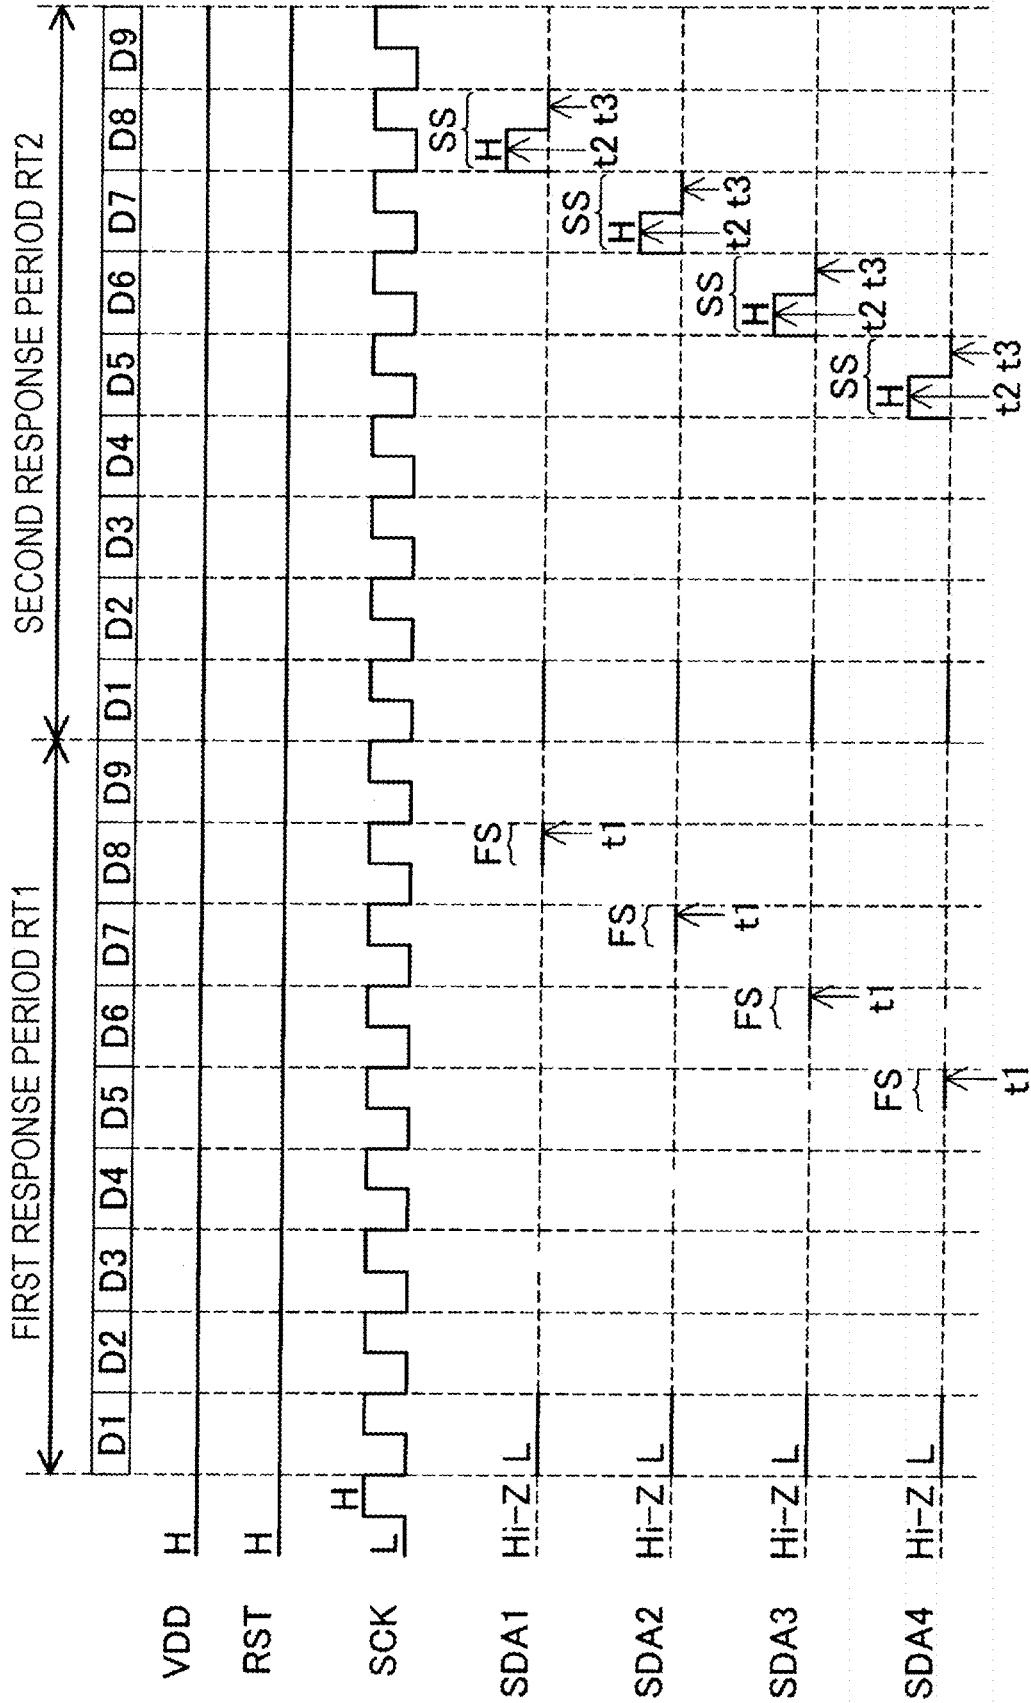 FIRST RESPONSE PERIOD RT1 SECOND RESPONSE PERIOD RT2
D1 D2 D3 D4 D5 D6 D7 D8 D9 D1 D2 D3 D4 D5 D6 D7 D8 D9
VDD H
RST H
SCK L H
SS
FS H
SDA1 Hi-Z L
t1 t2 t3
SS
FS H
SDA2 Hi-Z L
t1 t2 t3
SS
FS H
SDA3 Hi-Z L
t1 t2 t3
SS
FS H
SDA4 Hi-Z L
t1 t2 t3